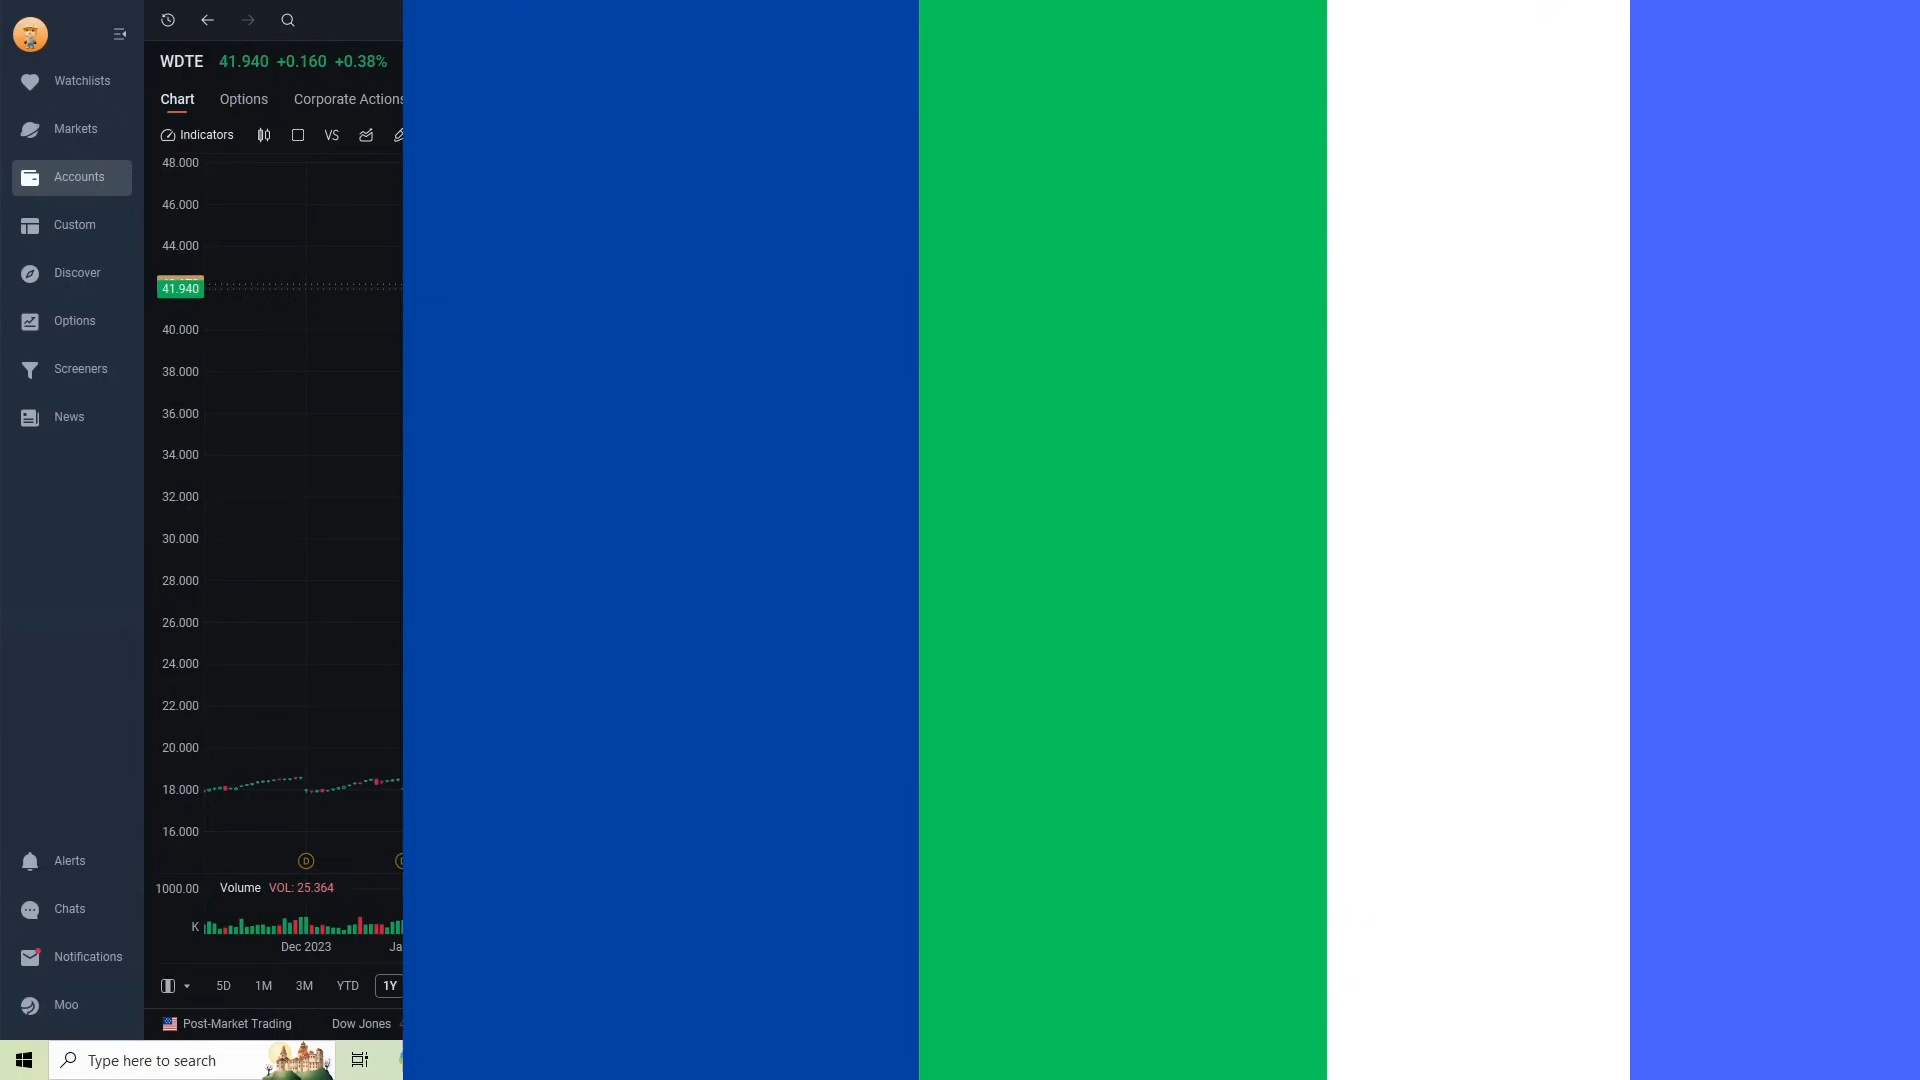 Watchlists
Markets
Accounts
Custom
Discover
Options
Screeners
News
Alerts
Chats
Notifications
Moo
WDTE 41.940 +0.160 +0.38%
Chart Options Corporate Actions
Indicators VS
48.000
46.000
44.000
41.940
40.000
38.000
36.000
34.000
32.000
30.000
28.000
26.000
24.000
22.000
20.000
18.000
16.000
D
1000.00 Volume VOL: 25.364
K
Dec 2023 Ja
5D 1M 3M YTD 1Y
Post-Market Trading Dow Jones
Type here to search